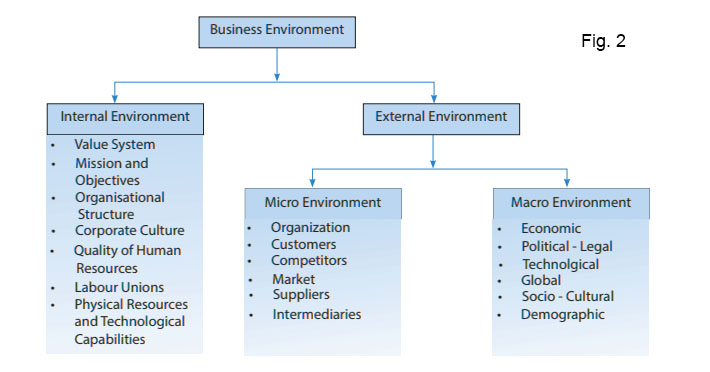 Business Environment
Fig. 2
Internal Environment
• Value System
• Mission and
Objectives
• Organisational
Structure
• Corporate Culture
• Quality of Human
Resources
• Labour Unions
• Physical Resources
and Technological
Capabilities
External Environment
Micro Environment
• Organization
• Customers
• Competitors
• Market
• Suppliers
• Intermediaries
Macro Environment
• Economic
• Political - Legal
• Technolgical
• Global
• Socio - Cultural
• Demographic